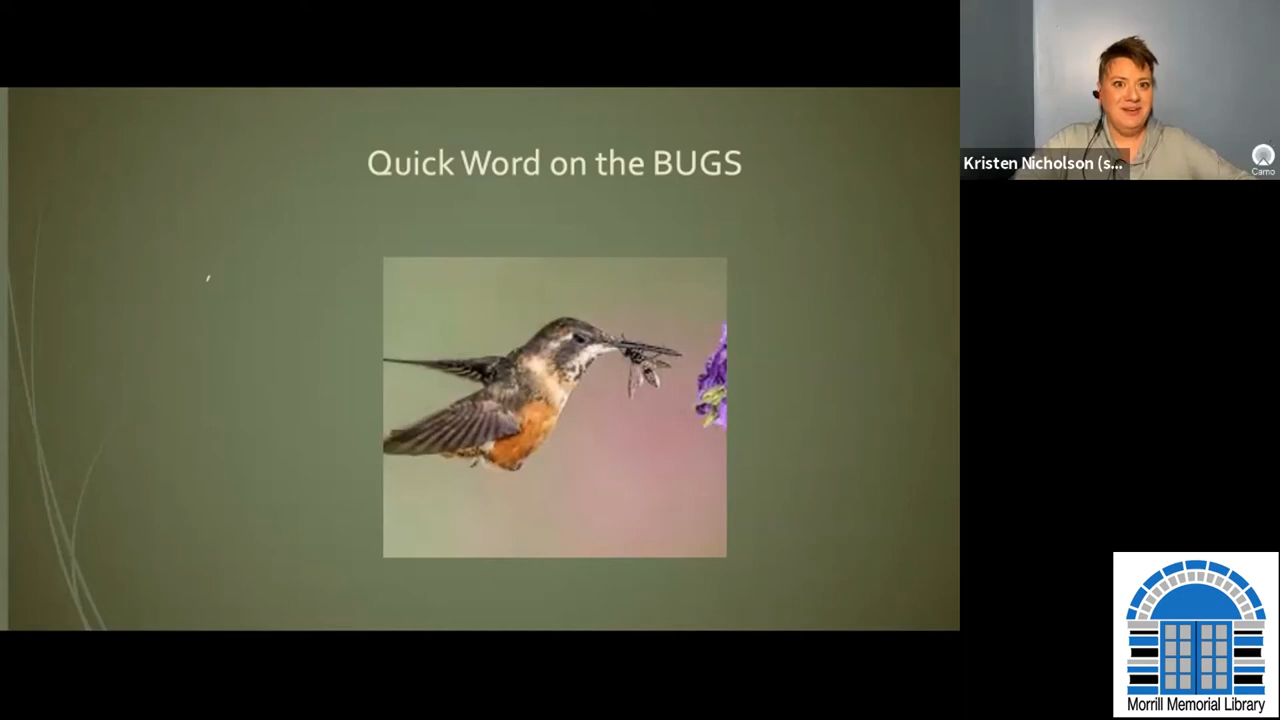 Quick Word on the BUGS
Kristen Nicholson (s...
Camo
Morrill Memorial Library